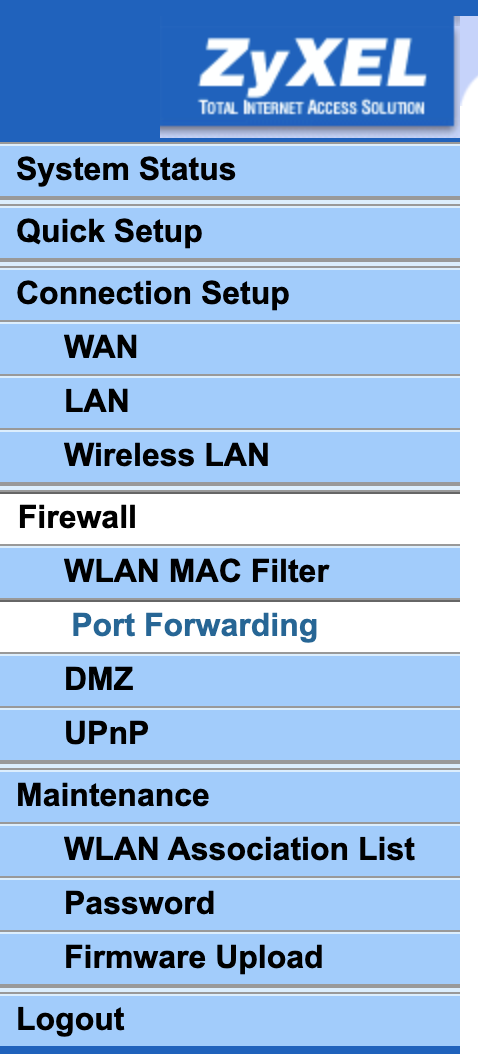 ZyXEL
TOTAL INTERNET ACCESS SOLUTION
System Status
Quick Setup
Connection Setup
WAN
LAN
Wireless LAN
Firewall
WLAN MAC Filter
Port Forwarding
DMZ
UPnP
Maintenance
WLAN Association List
Password
Firmware Upload
Logout